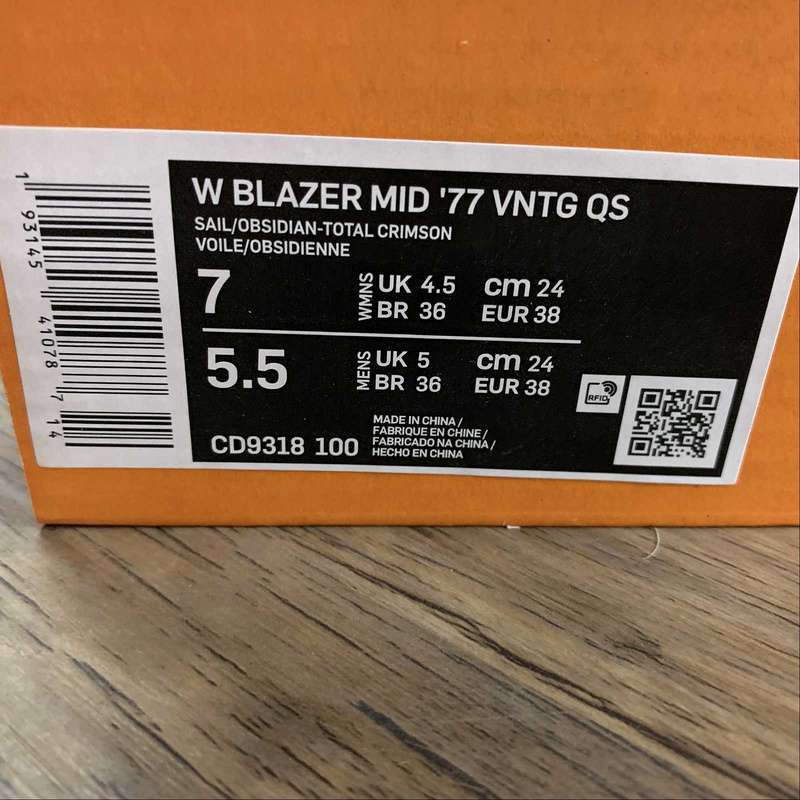 W BLAZER MID '77 VNTG QS
SAIL/OBSIDIAN-TOTAL CRIMSON
VOILE/OBSIDIENNE
7 WMNS UK 4.5 cm 24
BR 36 EUR 38
5.5 MENS UK 5 cm 24
BR 36 EUR 38
CD9318 100
MADE IN CHINA /
FABRIQUE EN CHINE /
FABRICADO NA CHINA /
HECHO EN CHINA
RFID
1 93145 41078 7 14